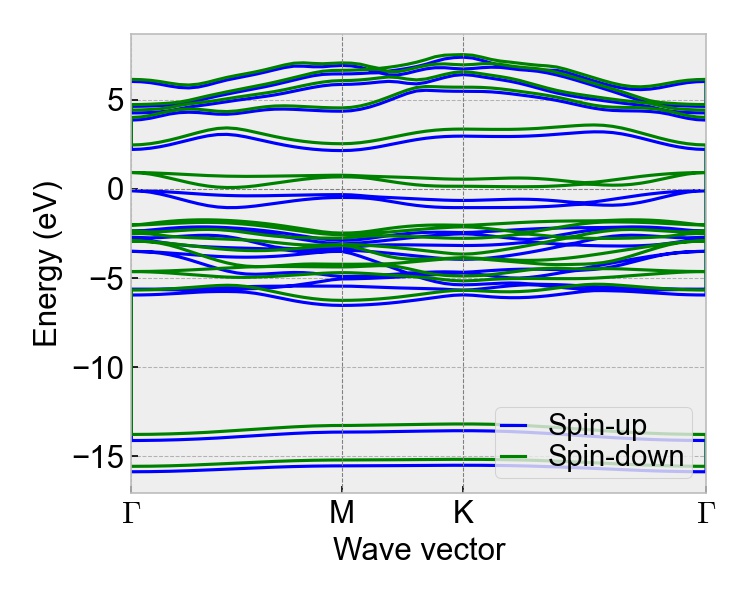 5
0
−5
−10
−15
Energy (eV)
Spin-up
Spin-down
Γ M K Γ
Wave vector